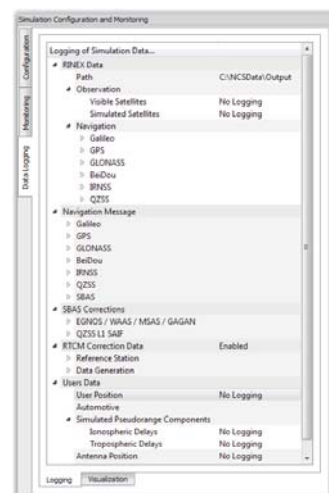 Simulation Configuration and Monitoring
Configuration
Monitoring
Data Logging
Logging of Simulation Data...
RINEX Data
Path C:\NCSData\Output
Observation
Visible Satellites No Logging
Simulated Satellites No Logging
Navigation
Galileo
GPS
GLONASS
BeiDou
IRNSS
QZSS
Navigation Message
Galileo
GPS
GLONASS
BeiDou
IRNSS
QZSS
SBAS
SBAS Corrections
EGNOS / WAAS / MSAS / GAGAN
QZSS L1 SAIF
RTCM Correction Data Enabled
Reference Station
Data Generation
Users Data
User Position No Logging
Automotive
Simulated Pseudorange Components
Ionospheric Delays No Logging
Tropospheric Delays No Logging
Antenna Position No Logging
Logging Visualization